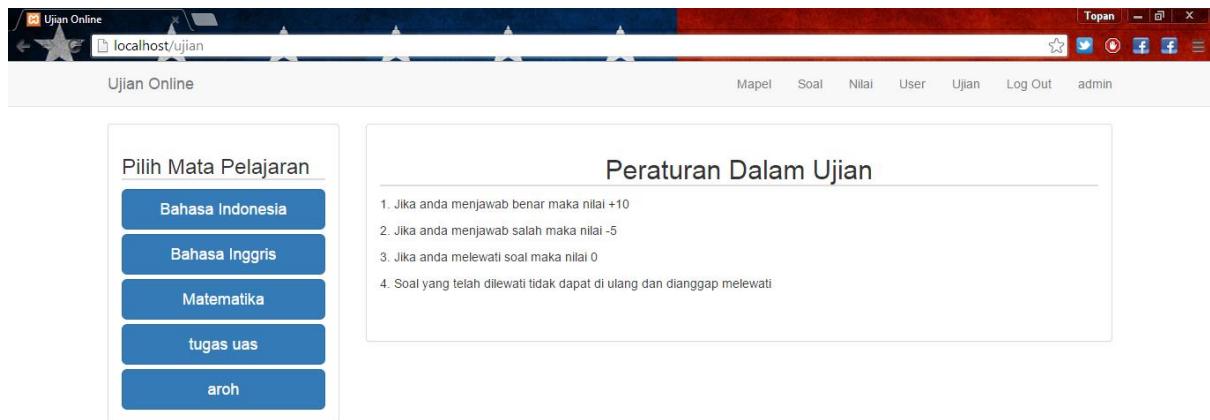 Ujian Online
Topan
localhost/ujian
Ujian Online Mapel Soal Nilai User Ujian Log Out admin
Pilih Mata Pelajaran
Bahasa Indonesia
Bahasa Inggris
Matematika
tugas uas
aroh
Peraturan Dalam Ujian
1. Jika anda menjawab benar maka nilai +10
2. Jika anda menjawab salah maka nilai -5
3. Jika anda melewati soal maka nilai 0
4. Soal yang telah dilewati tidak dapat di ulang dan dianggap melewati